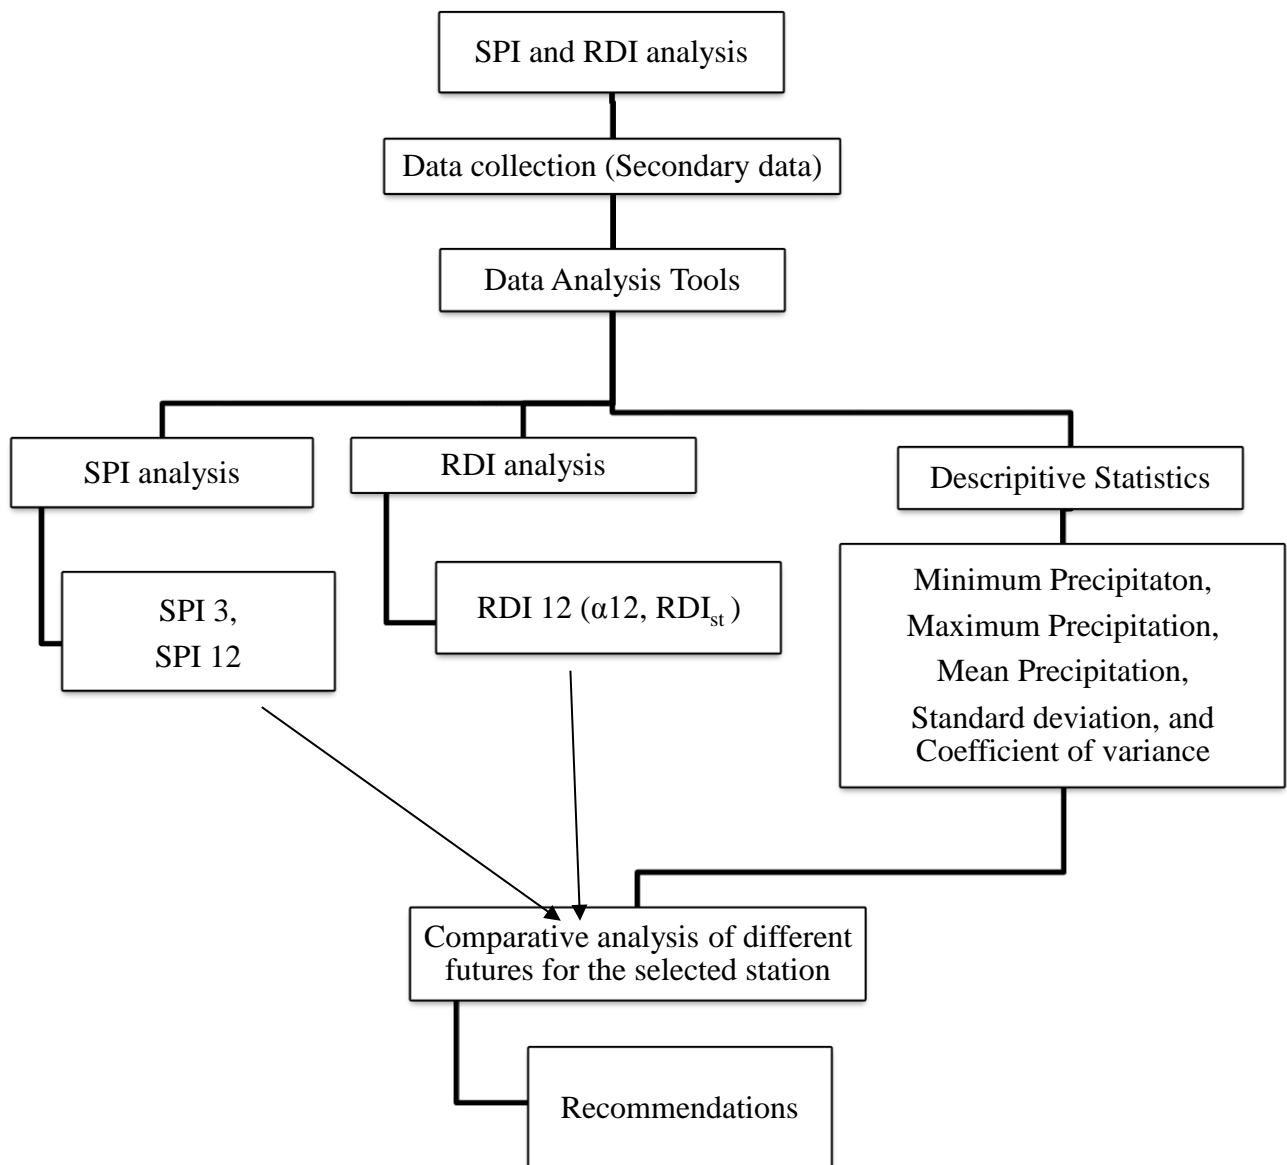 SPI and RDI analysis
Data collection (Secondary data)
Data Analysis Tools
SPI analysis
RDI analysis
Descripitive Statistics
SPI 3,
SPI 12
RDI 12 (α12, RDIst )
Minimum Precipitaton,
Maximum Precipitation,
Mean Precipitation,
Standard deviation, and
Coefficient of variance
Comparative analysis of different
futures for the selected station
Recommendations